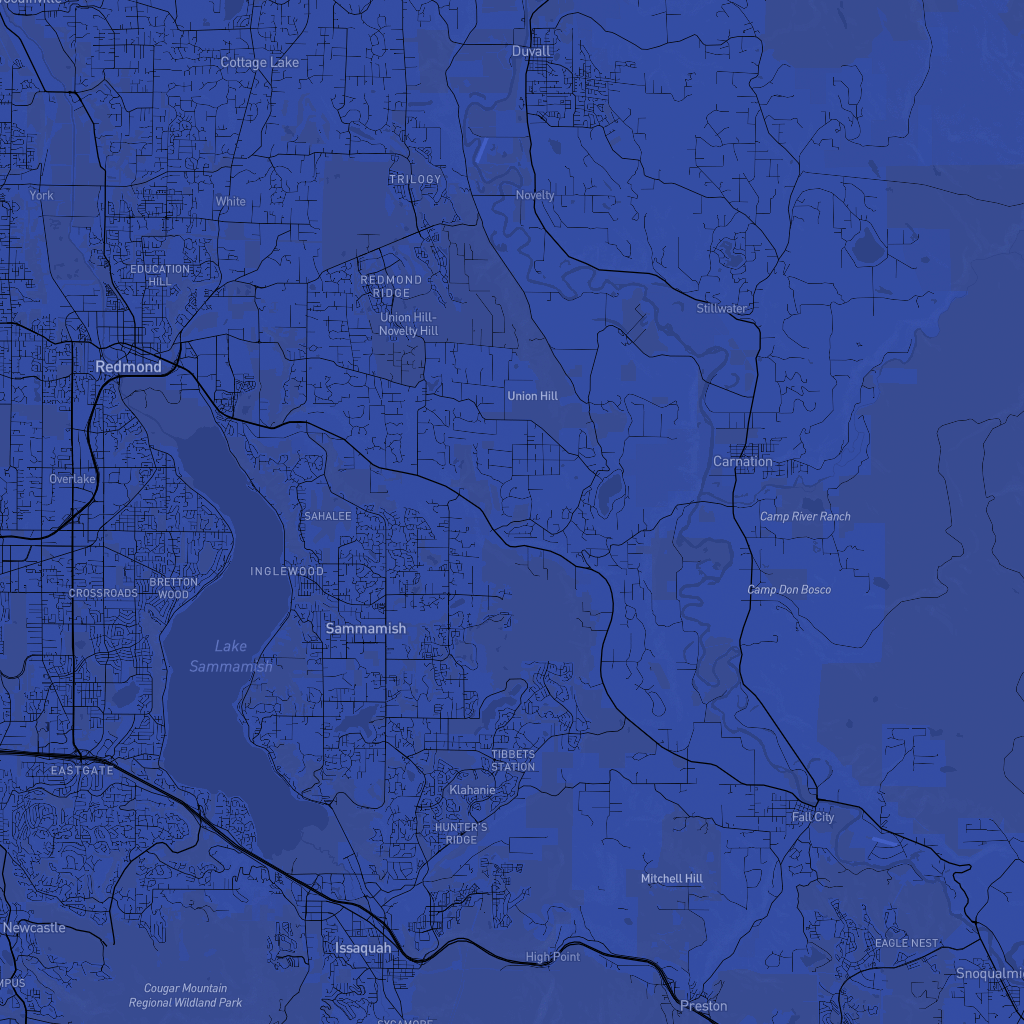 Duvall
Cottage Lake
TRILOGY
York
White
Novelty
EDUCATION
HILL
REDMOND
RIDGE
Stillwater
Union Hill-
Novelty Hill
Redmond
Union Hill
Carnation
Overlake
SAHALEE
Camp River Ranch
INGLEWOOD
BRETTON
WOOD
CROSSROADS
Camp Don Bosco
Sammamish
Lake
Sammamish
TIBBETS
STATION
EASTGATE
Klahanie
Fall City
HUNTER'S
RIDGE
Mitchell Hill
Newcastle
Issaquah
EAGLE NEST
High Point
Cougar Mountain
Regional Wildland Park
Preston